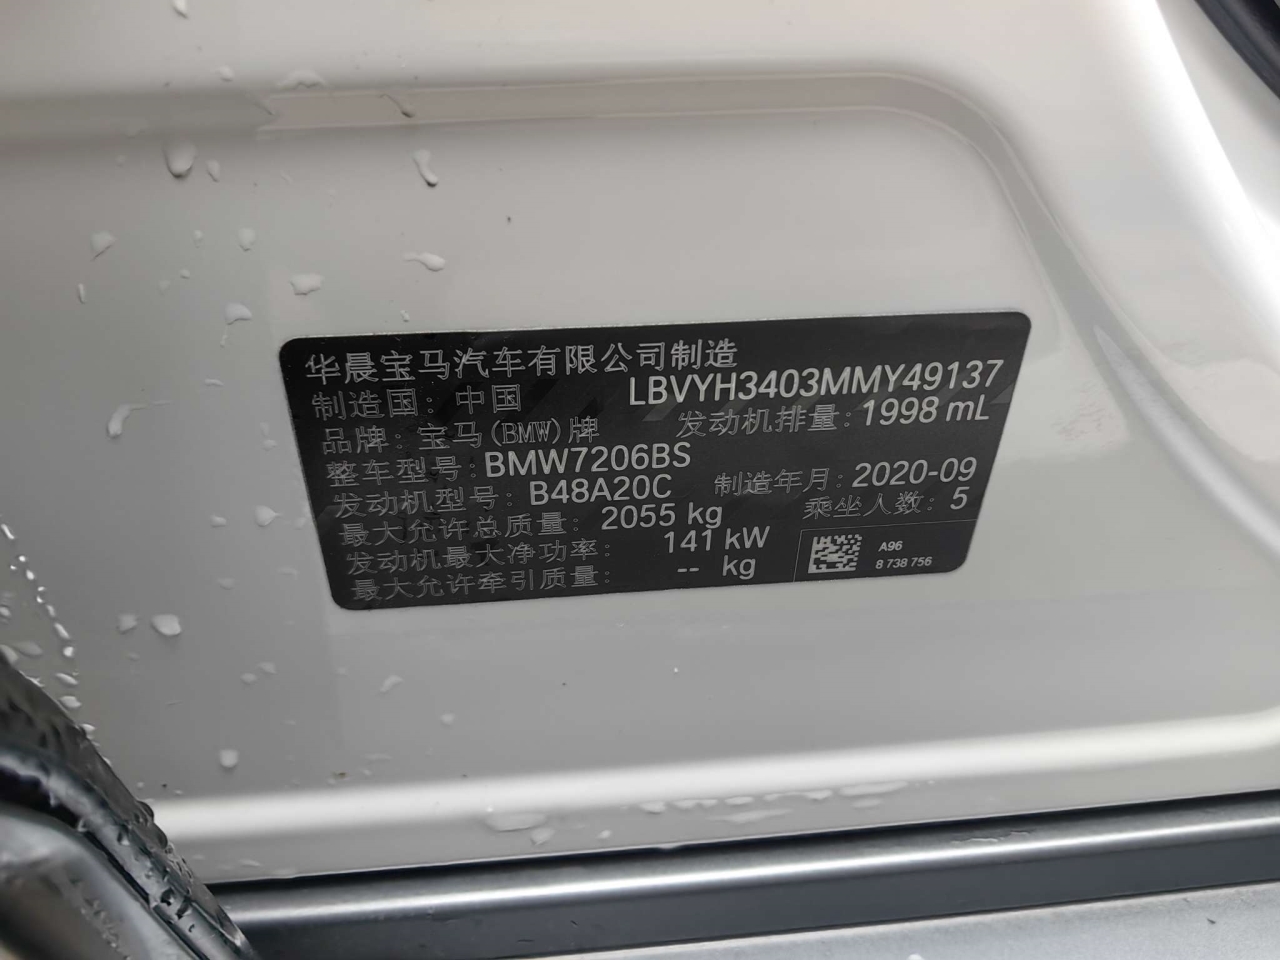 华晨宝马汽车有限公司制造
制造国: 中国 LBVYH3403MMY49137
品牌: 宝马(BMW)牌 发动机排量: 1998 mL
整车型号: BMW7206BS
发动机型号: B48A20C 制造年月: 2020-09
最大允许总质量: 2055 kg 乘坐人数: 5
发动机最大净功率: 141 kW
最大允许牵引质量: -- kg
A96
8 738 756